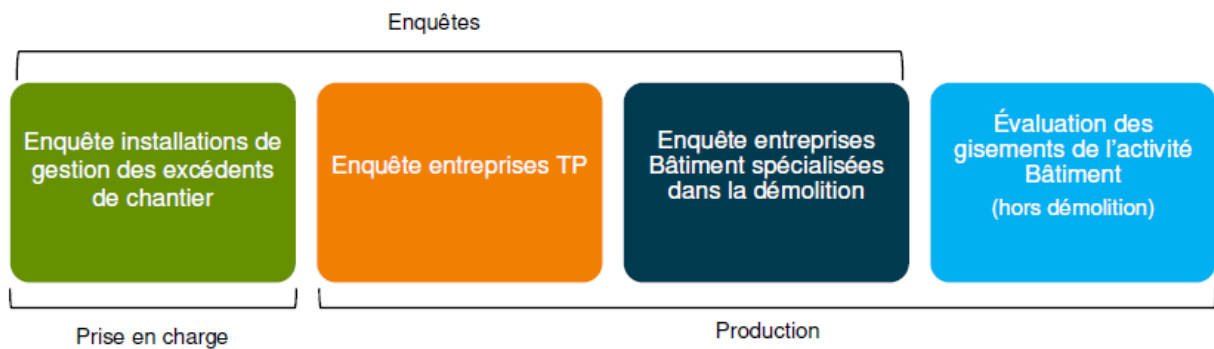 Enquêtes
Enquête installations de
gestion des excédents
de chantier
Enquête entreprises TP
Enquête entreprises
Bâtiment spécialisées
dans la démolition
Évaluation des
gisements de l’activité
Bâtiment
(hors démolition)
Prise en charge
Production